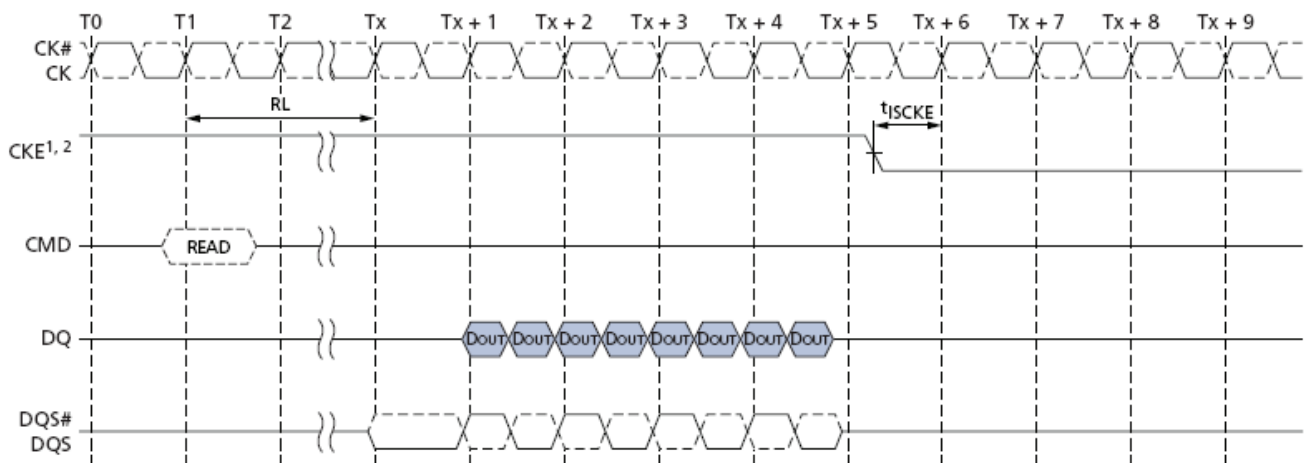 T0 T1 T2 Tx Tx + 1 Tx + 2 Tx + 3 Tx + 4 Tx + 5 Tx + 6 Tx + 7 Tx + 8 Tx + 9
CK#
CK
RL
tISCKE
CKE1, 2
CMD READ
DQ DOUT DOUT DOUT DOUT DOUT DOUT DOUT DOUT
DQS#
DQS